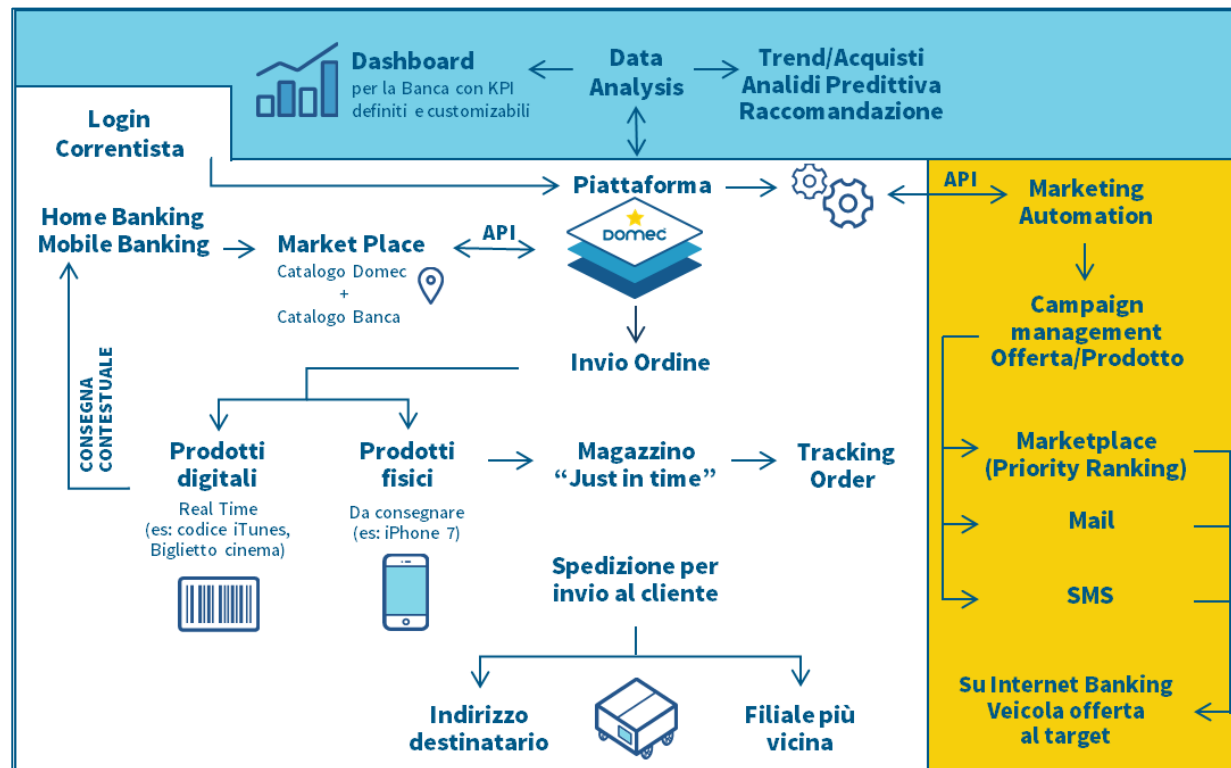 Dashboard
per la Banca con KPI
definiti e customizabili
Data
Analysis
Trend/Acquisti
Analidi Predittiva
Raccomandazione
Login
Correntista
Piattaforma
DOMEC
API
Marketing
Automation
Home Banking
Mobile Banking
Market Place
Catalogo Domec
+
Catalogo Banca
API
Campaign
management
Offerta/Prodotto
Invio Ordine
CONSEGNA
CONTESTUALE
Prodotti
digitali
Real Time
(es: codice iTunes,
Biglietto cinema)
Prodotti
fisici
Da consegnare
(es: iPhone 7)
Magazzino
“Just in time”
Tracking
Order
Marketplace
(Priority Ranking)
Mail
SMS
Spedizione per
invio al cliente
Indirizzo
destinatario
Filiale più
vicina
Su Internet Banking
Veicola offerta
al target